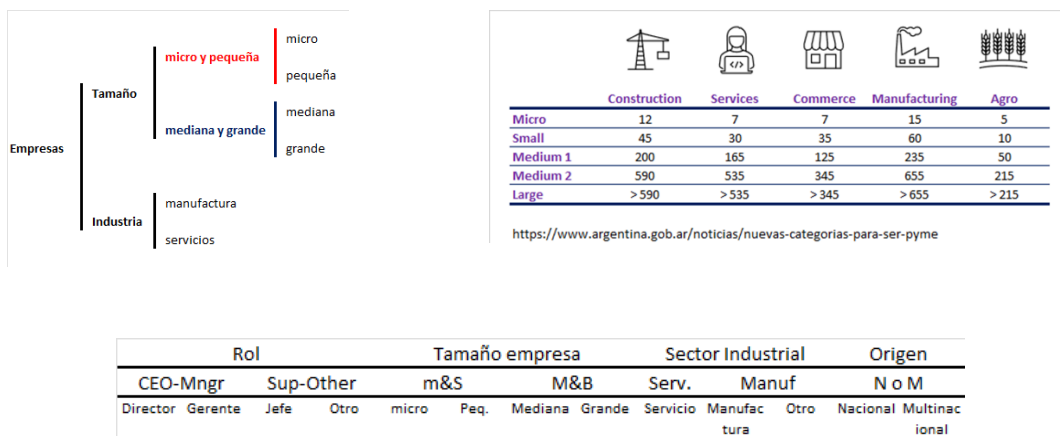 micro
micro y pequeña
pequeña
Tamaño
mediana
mediana y grande
grande
Empresas
manufactura
Industria
servicios
</>
Construction Services Commerce Manufacturing Agro
Micro 12 7 7 15 5
Small 45 30 35 60 10
Medium 1 200 165 125 235 50
Medium 2 590 535 345 655 215
Large >590 >535 >345 >655 >215
https://www.argentina.gob.ar/noticias/nuevas-categorias-para-ser-pyme
Rol Tamaño empresa Sector Industrial Origen
CEO-Mngr Sup-Other m&S M&B Serv. Manuf N o M
Director Gerente Jefe Otro micro Peq. Mediana Grande Servicio Manufac Otro Nacional Multinac
tura ional